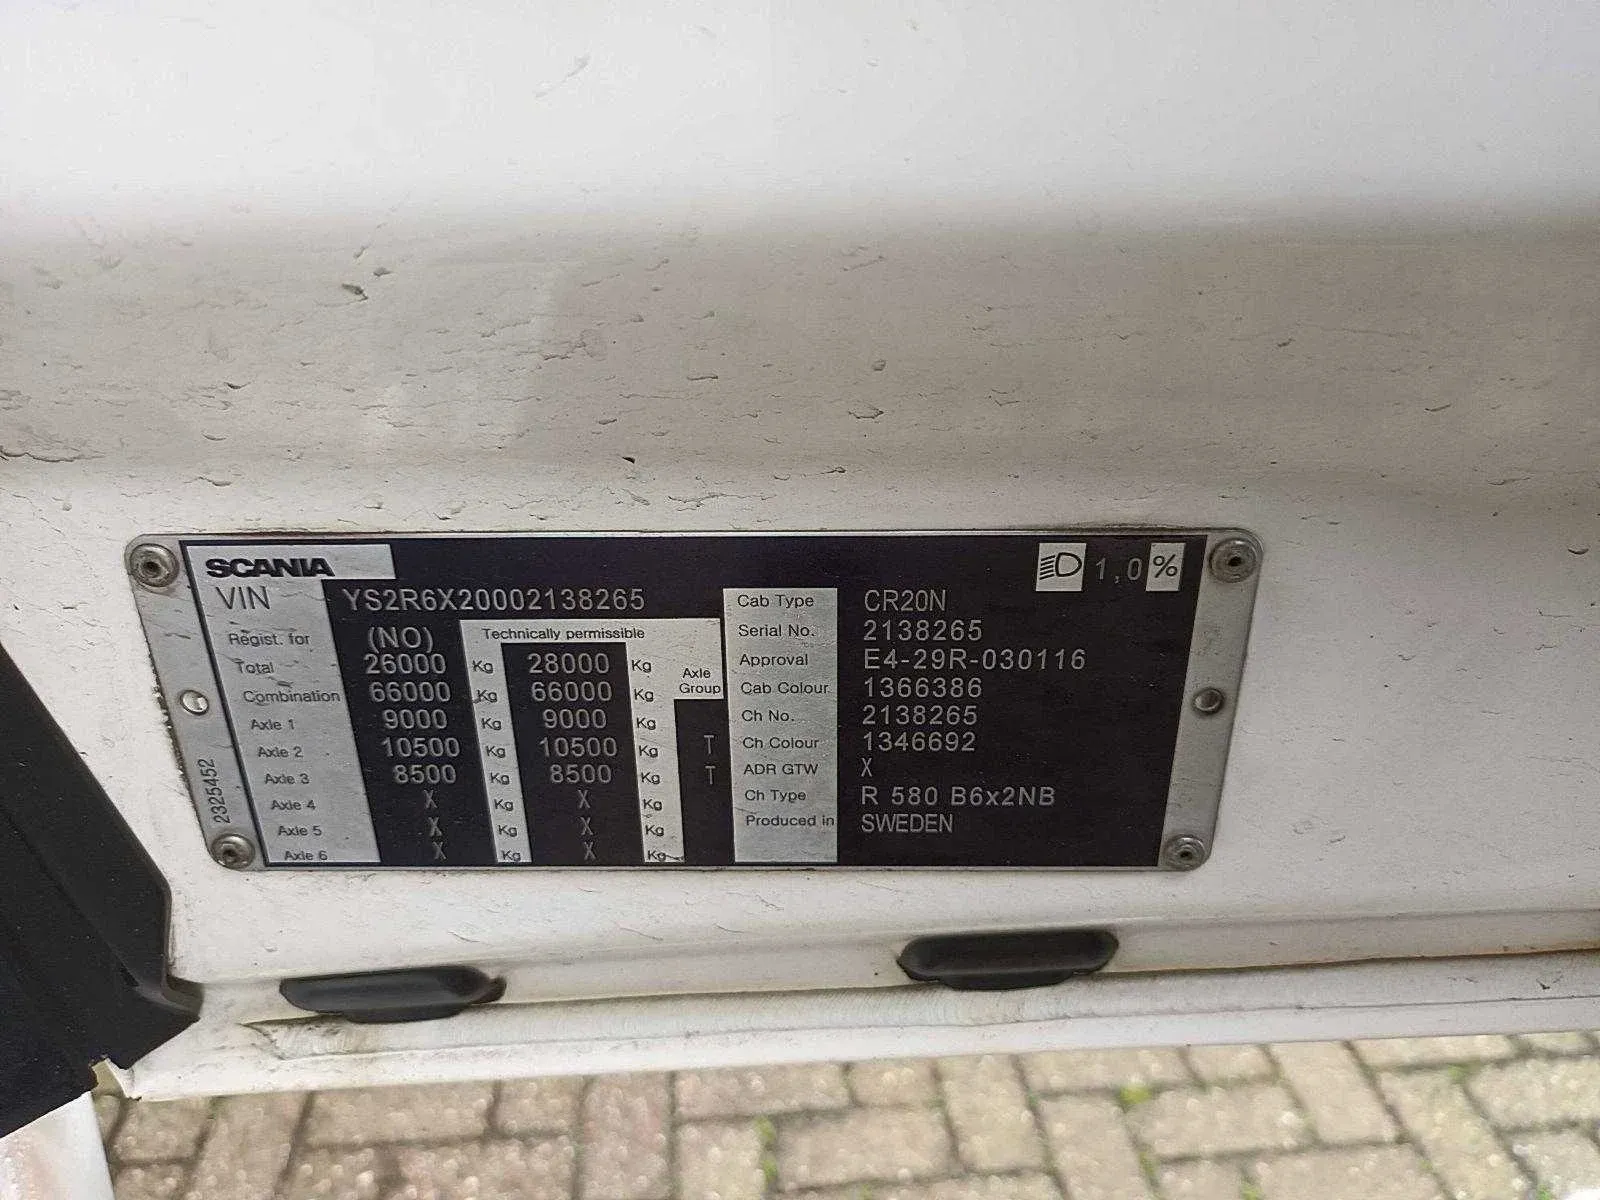 SCANIA
1,0 %
VIN YS2R6X20002138265
Regist. for (NO) Technically permissible
Total 26000 Kg 28000 Kg
Combination 66000 Kg 66000 Kg Axle Group
Axle 1 9000 Kg 9000 Kg
Axle 2 10500 Kg 10500 Kg T
Axle 3 8500 Kg 8500 Kg T
Axle 4 X Kg X Kg
Axle 5 X Kg X Kg
Axle 6 X Kg X Kg
Cab Type CR20N
Serial No. 2138265
Approval E4-29R-030116
Cab Colour 1366386
Ch No. 2138265
Ch Colour 1346692
ADR GTW X
Ch Type R 580 B6x2NB
Produced in SWEDEN
2325452